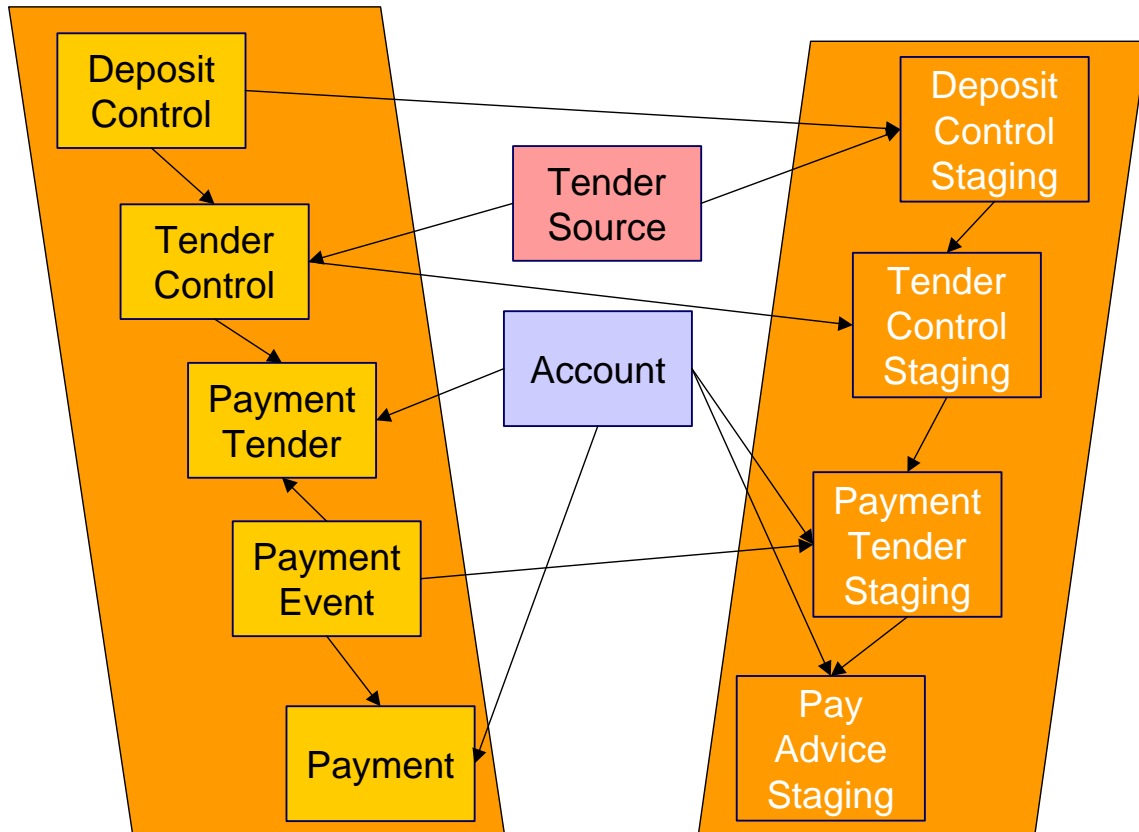 Deposit
Control
Tender
Control
Payment
Tender
Payment
Event
Payment
Tender
Source
Account
Deposit
Control
Staging
Tender
Control
Staging
Payment
Tender
Staging
Pay
Advice
Staging